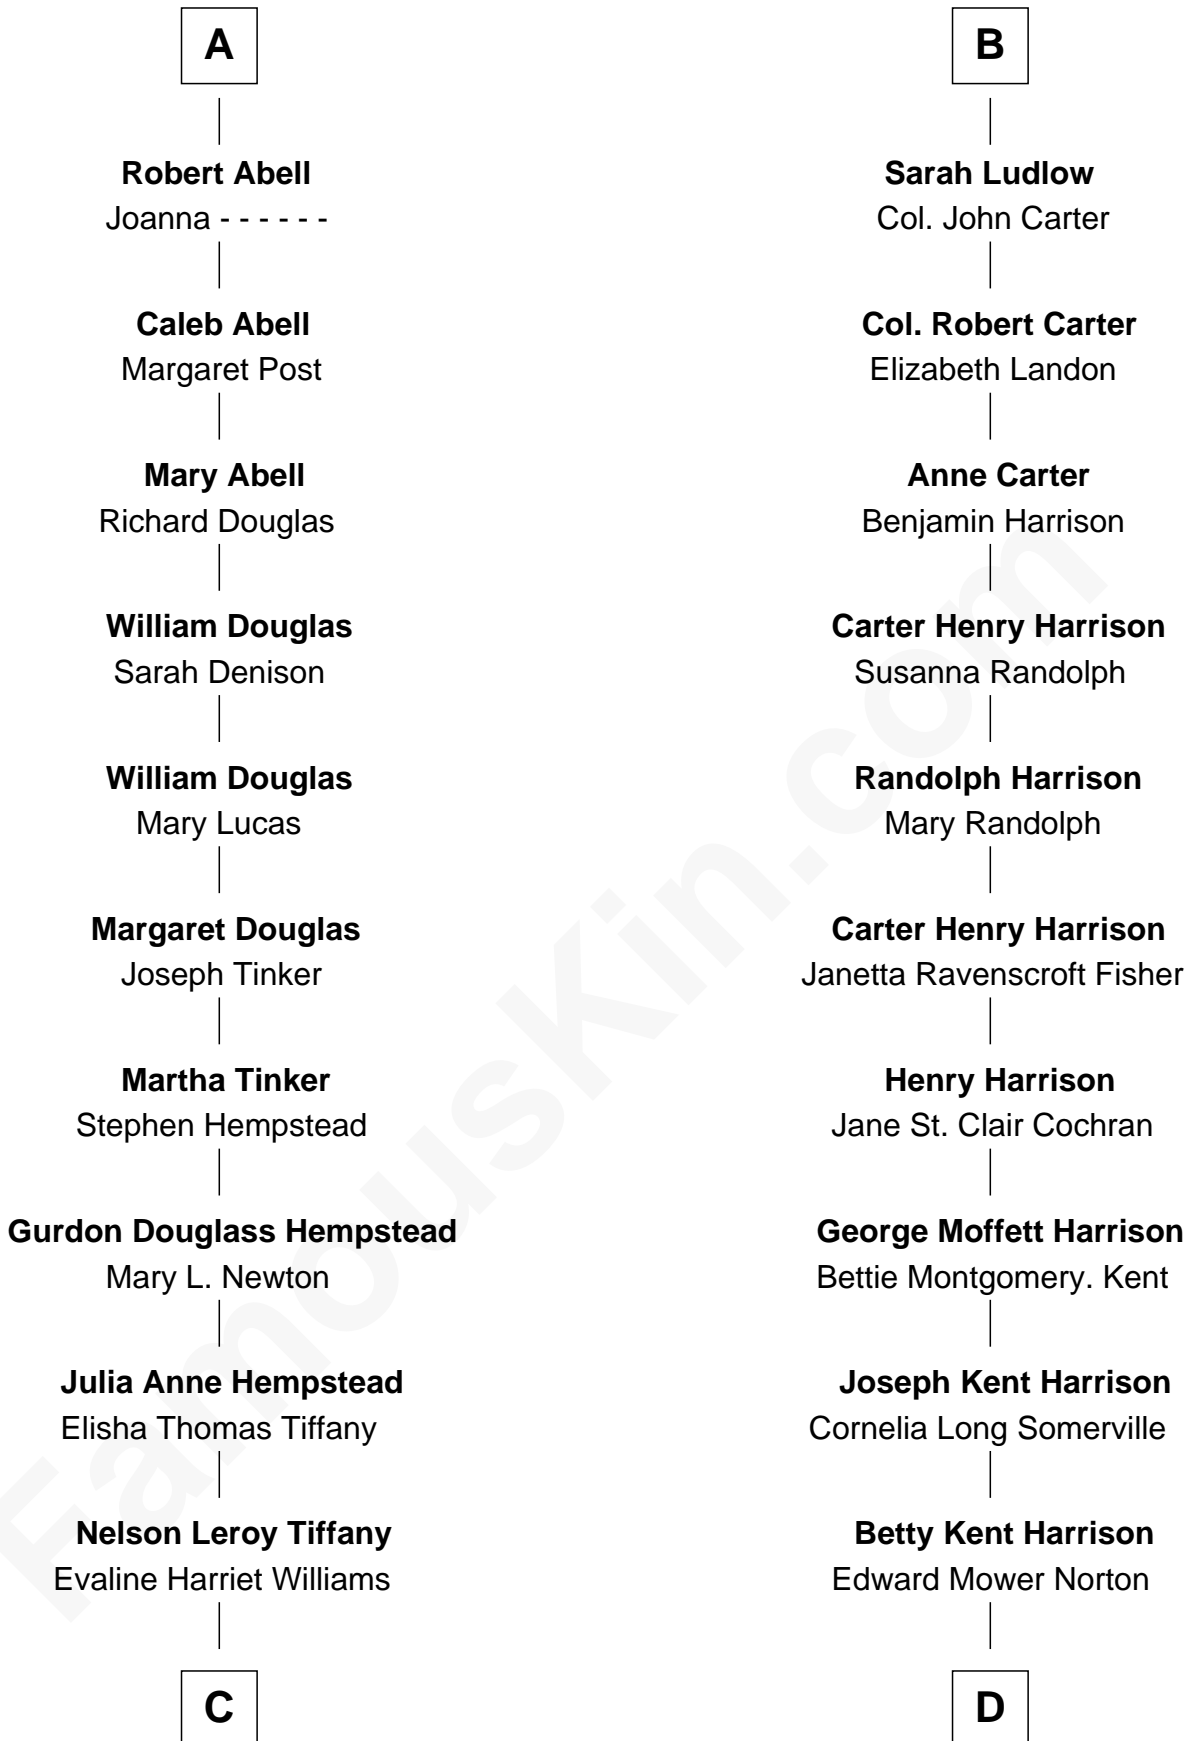 A
Robert Abell
Joanna - - - - - -
Caleb Abell
Margaret Post
Mary Abell
Richard Douglas
William Douglas
Sarah Denison
William Douglas
Mary Lucas
Margaret Douglas
Joseph Tinker
Martha Tinker
Stephen Hempstead
Gurdon Douglass Hempstead
Mary L. Newton
Julia Anne Hempstead
Elisha Thomas Tiffany
Nelson Leroy Tiffany
Evaline Harriet Williams
C
B
Sarah Ludlow
Col. John Carter
Col. Robert Carter
Elizabeth Landon
Anne Carter
Benjamin Harrison
Carter Henry Harrison
Susanna Randolph
Randolph Harrison
Mary Randolph
Carter Henry Harrison
Janetta Ravenscroft Fisher
Henry Harrison
Jane St. Clair Cochran
George Moffett Harrison
Bettie Montgomery. Kent
Joseph Kent Harrison
Cornelia Long Somerville
Betty Kent Harrison
Edward Mower Norton
D
FamousKin.com